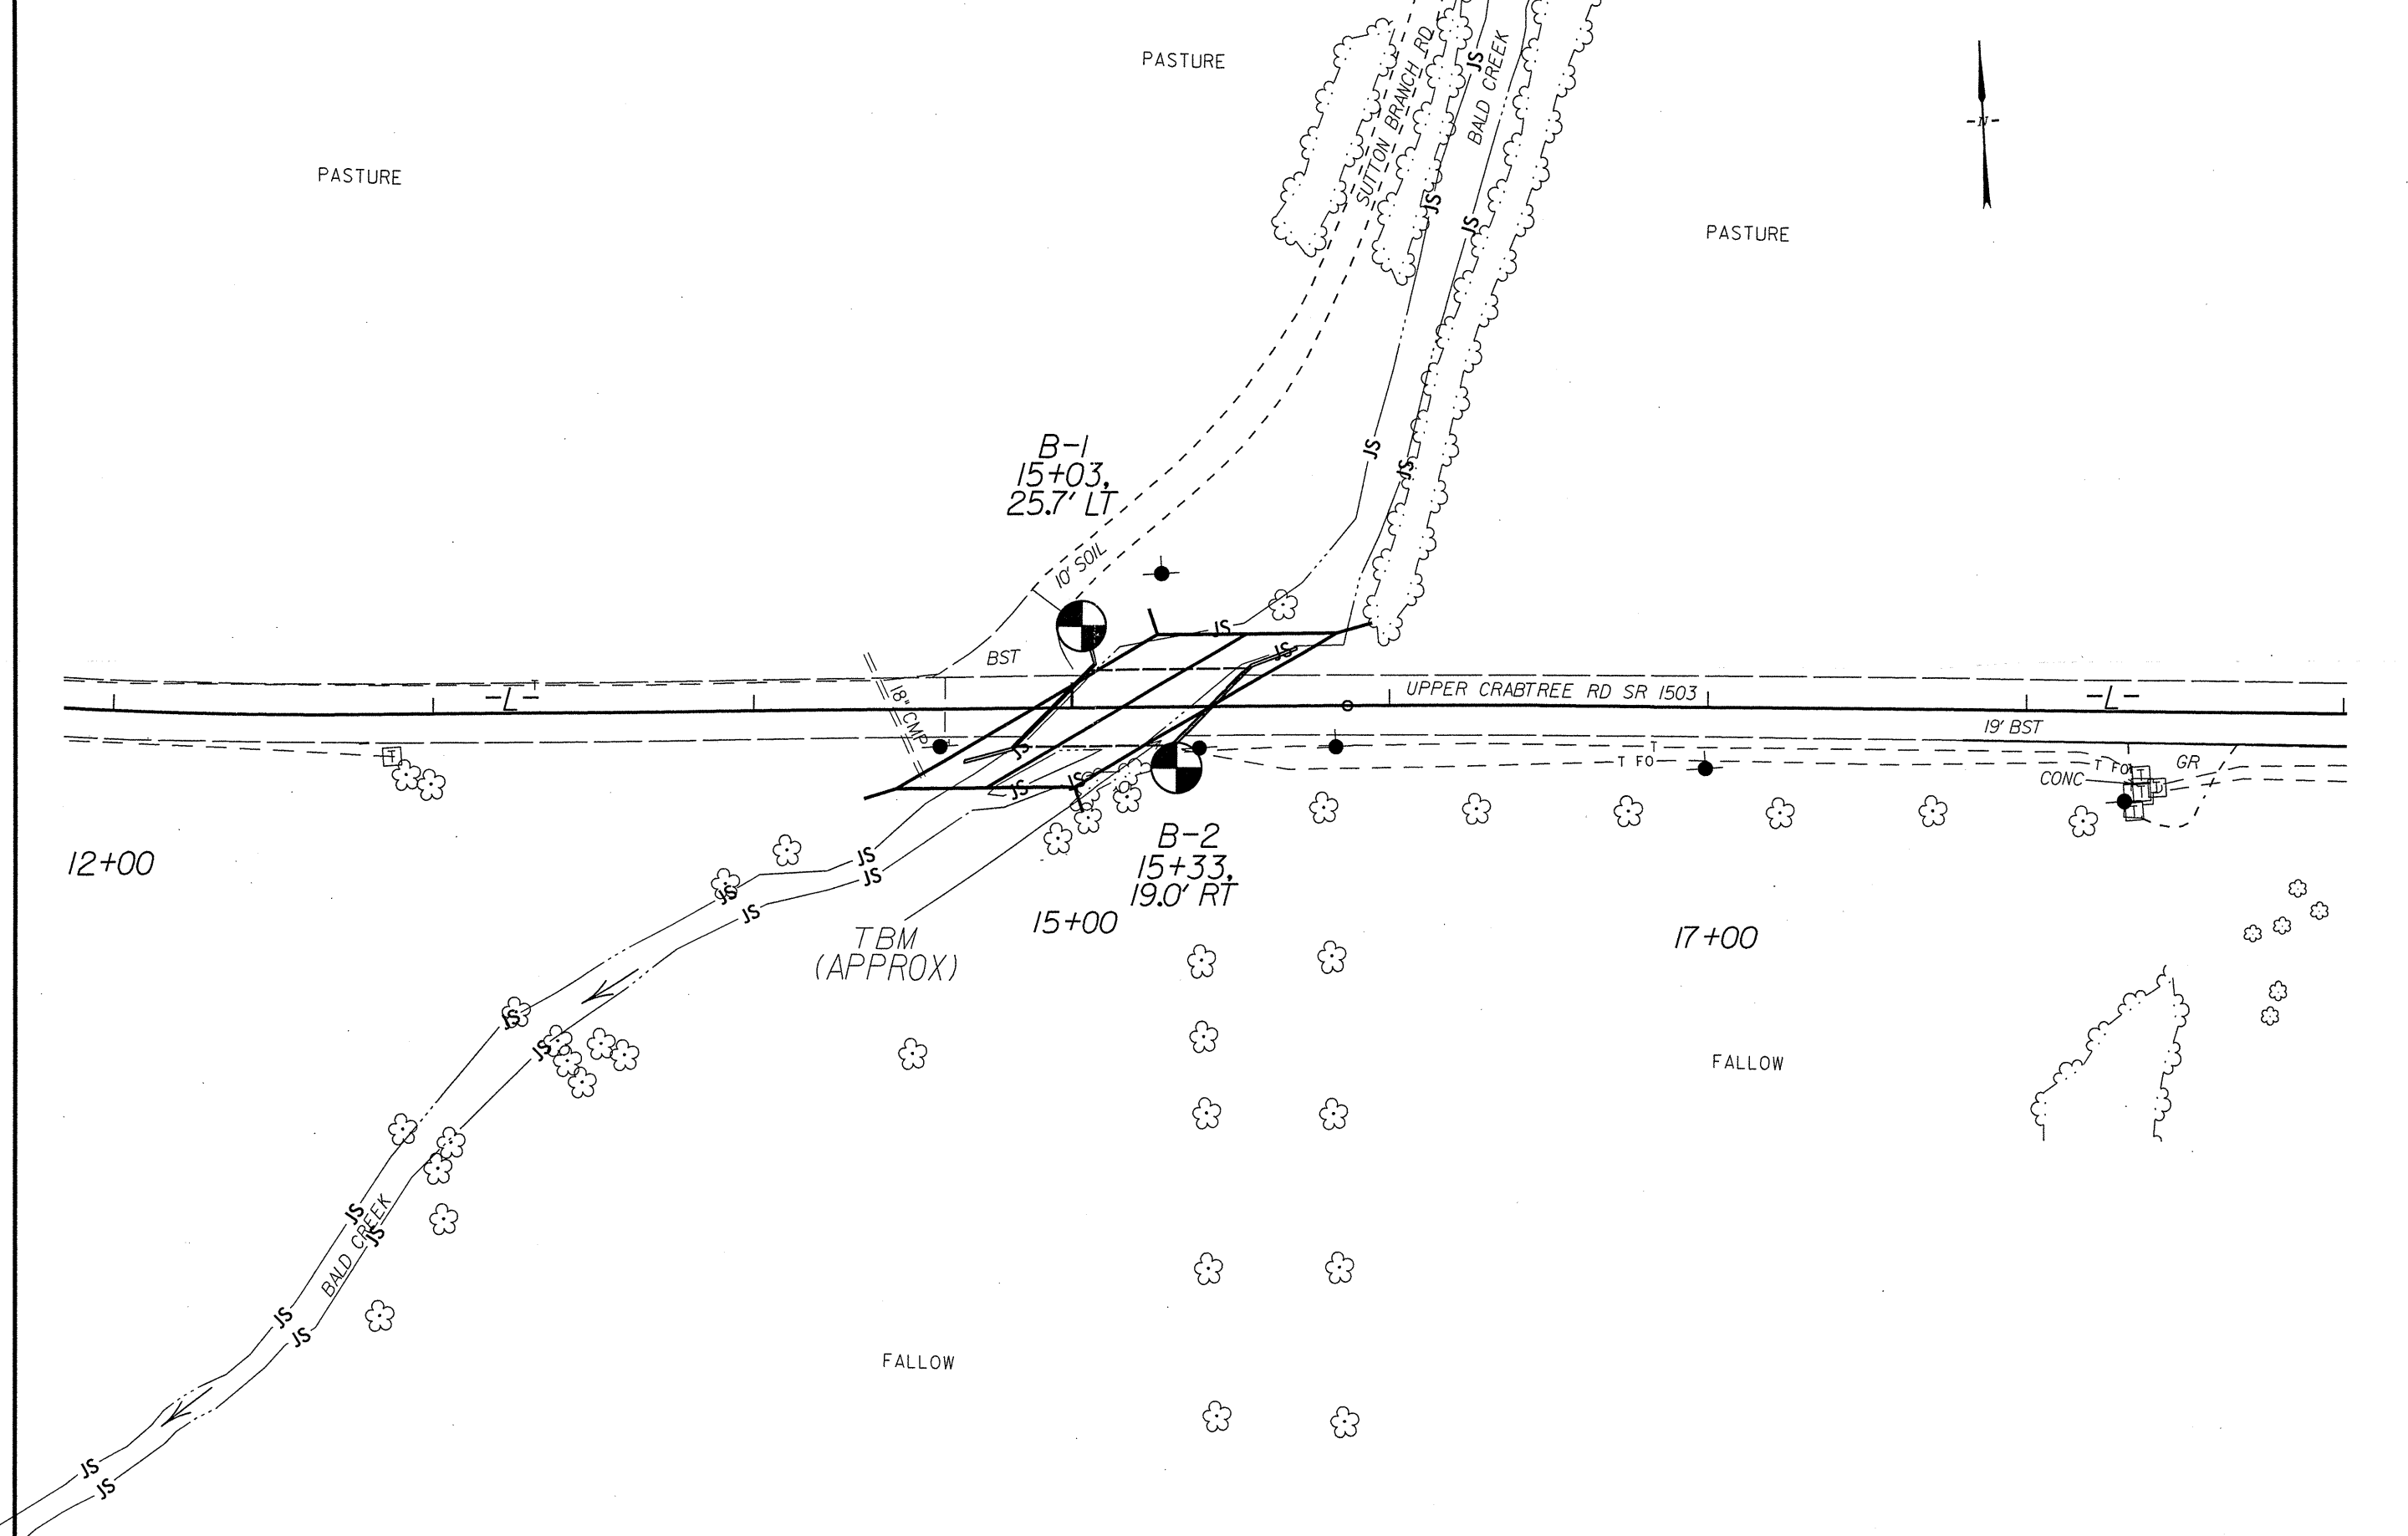 PASTURE
SUTTON BRANCH RD
JS
BALD CREEK
-N-
PASTURE
JS
JS
PASTURE
B-1
15+03,
25.7' LT
JS
JS
10' SOIL
JS
BST
JS
18" CMP
-L-
T
UPPER CRABTREE RD SR 1503
-L-
19' BST
JS
T
T
T FO
T FO
GR
CONC
T
T
T
T
JS
JS
B-2
15+33,
19.0' RT
12+00
JS
JS
JS
JS
15+00
TBM
(APPROX)
17+00
JS
JS
FALLOW
JS
JS
BALD CREEK
JS
JS
FALLOW
JS
JS